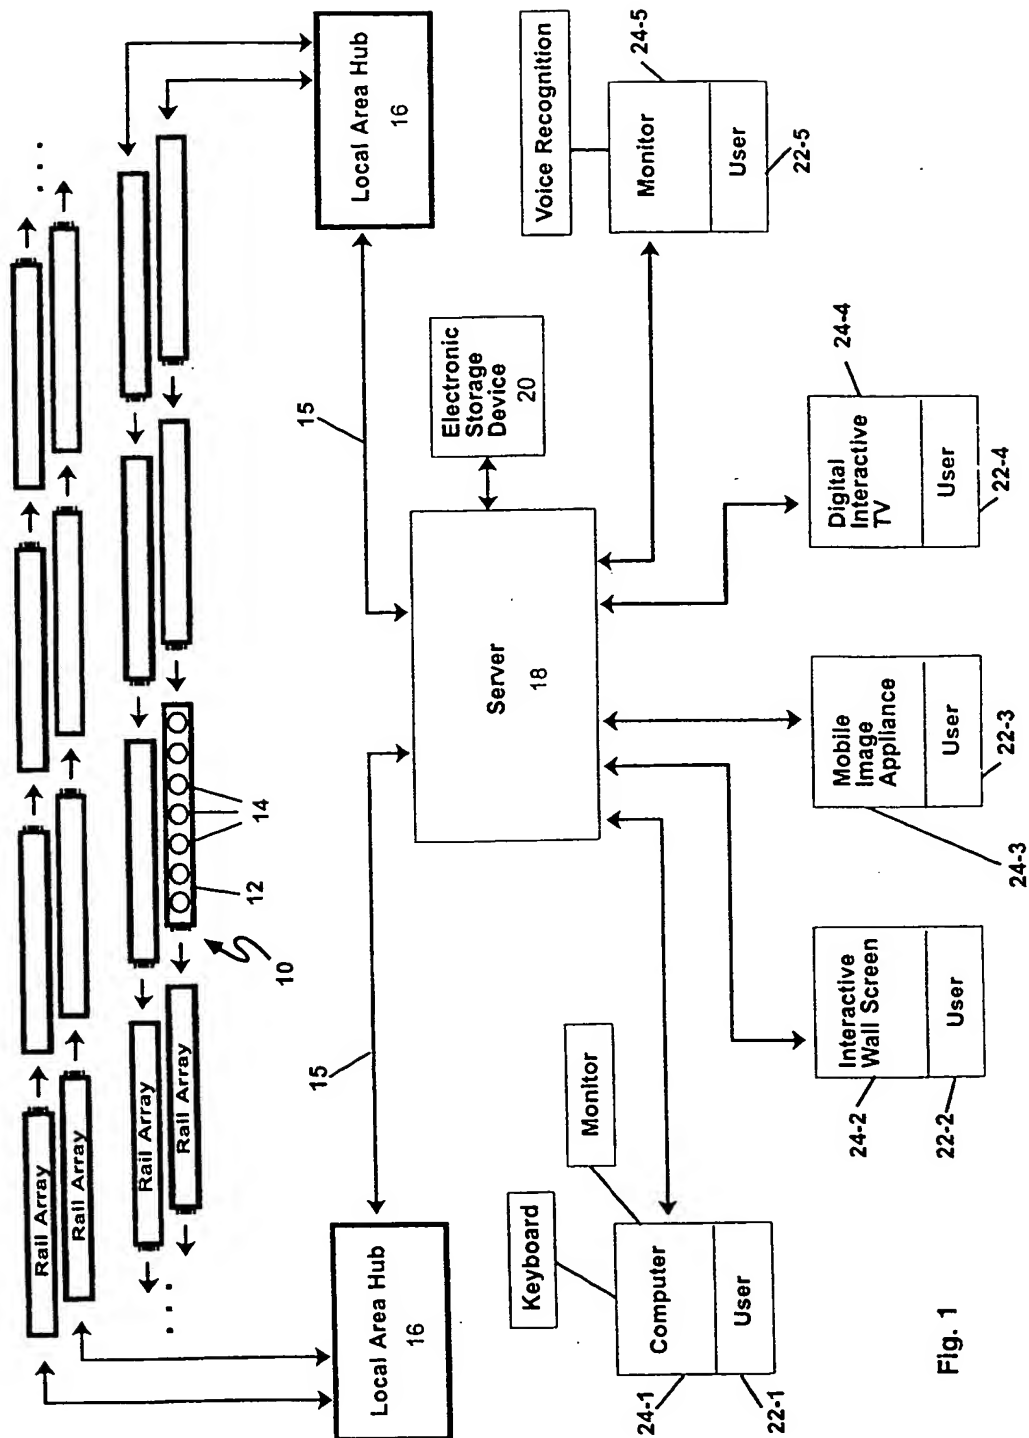 Rail Array
Rail Array
Rail Array
Rail Array
. . .
. . .
10
12
14
Local Area Hub
16
15
15
Local Area Hub
16
Server
18
Electronic
Storage
Device
20
Keyboard
Monitor
Computer
User
24-1
22-1
Interactive
Wall Screen
User
24-2
22-2
Mobile
Image
Appliance
User
24-3
22-3
Digital
Interactive
TV
User
24-4
22-4
Voice Recognition
Monitor
User
24-5
22-5
Fig. 1